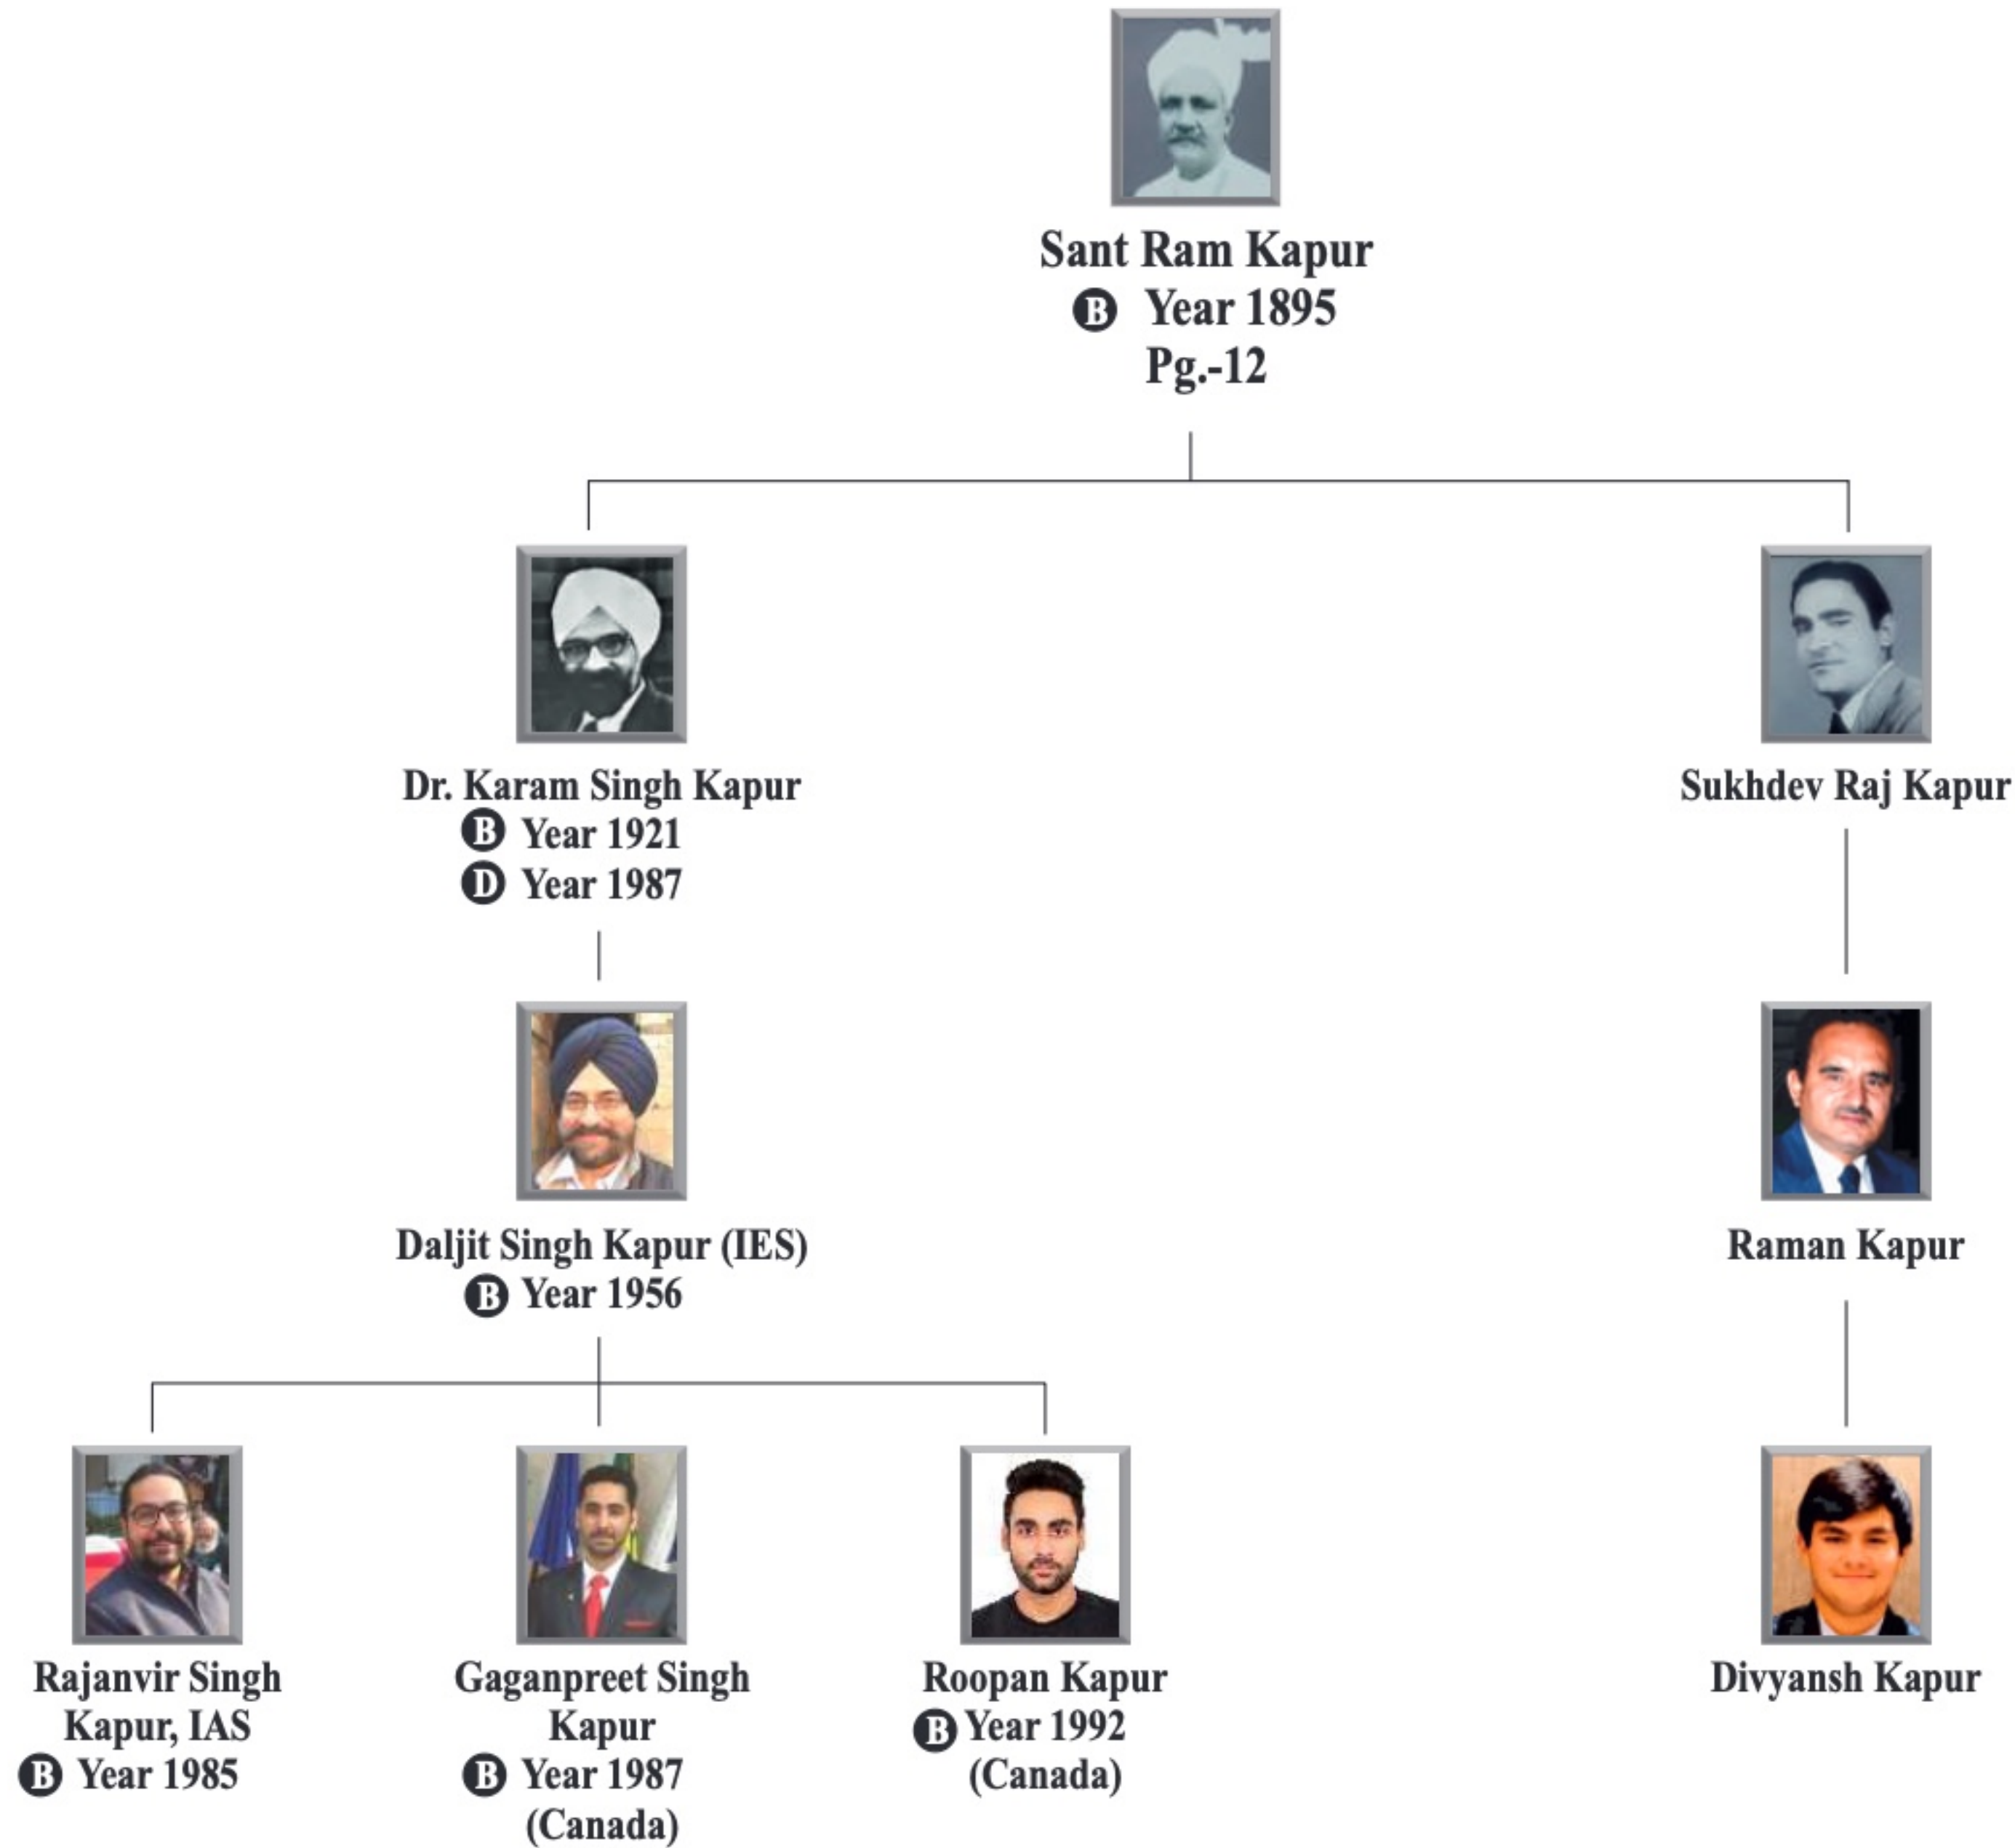 Sant Ram Kapur
B Year 1895
Pg.-12
Dr. Karam Singh Kapur
B Year 1921
D Year 1987
Sukhdev Raj Kapur
Daljit Singh Kapur (IES)
B Year 1956
Raman Kapur
Rajanvir Singh
Kapur, IAS
B Year 1985
Gaganpreet Singh
Kapur
B Year 1987
(Canada)
Roopan Kapur
B Year 1992
(Canada)
Divyansh Kapur